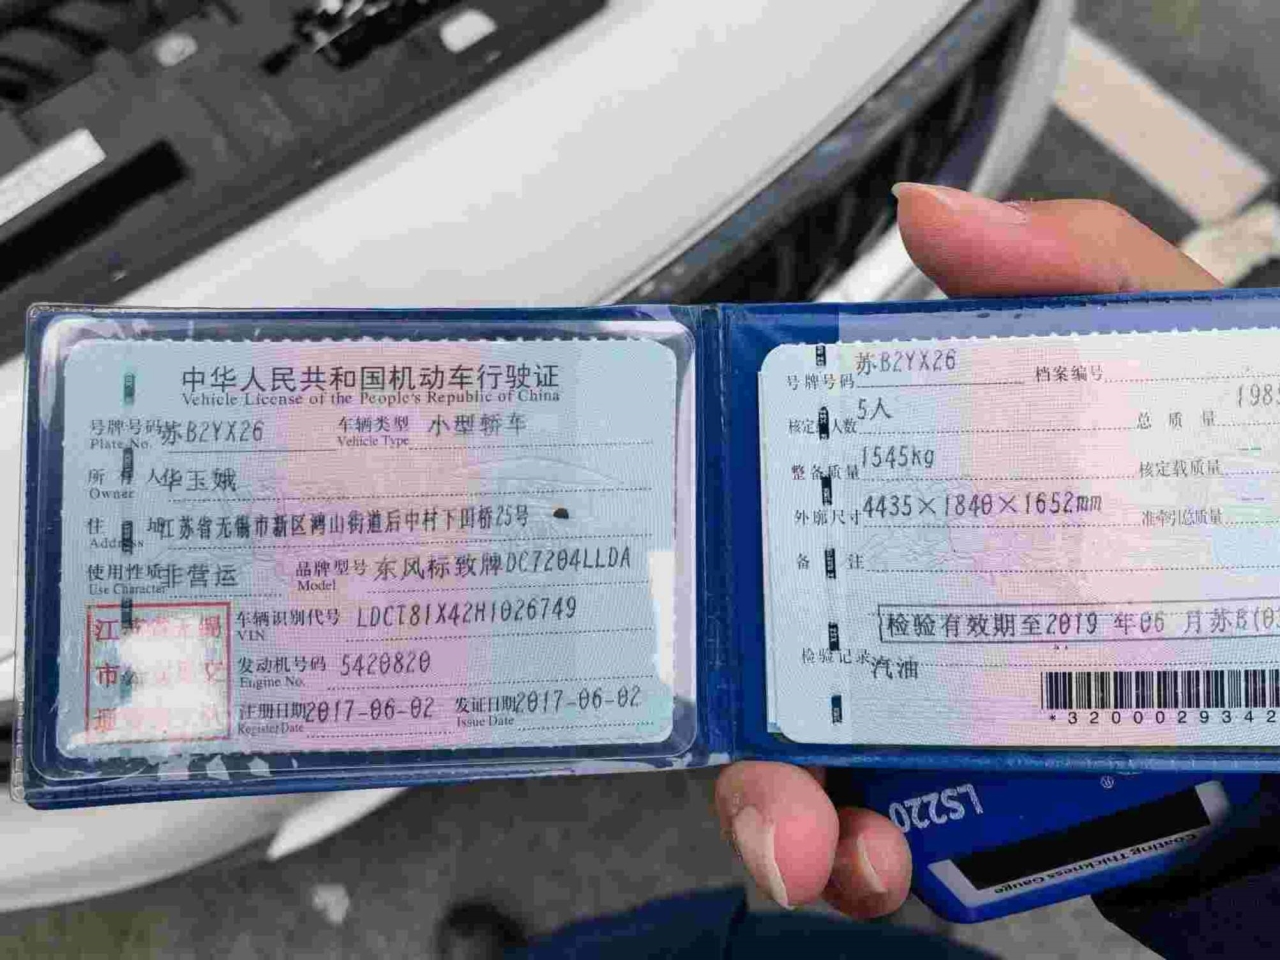 中华人民共和国机动车行驶证
Vehicle License of the People's Republic of China
号牌号码 苏B2YX26 车辆类型 小型轿车
Plate No. Vehicle Type
所有人 华玉娥
Owner
住 址 江苏省无锡市新区鸿山街道后中村下田桥25号
Address
使用性质 非营运 品牌型号 东风标致牌DC7204LLDA
Use Character Model
车辆识别代号 LDCT81X42H1026749
VIN
发动机号码 5420820
Engine No.
注册日期 2017-06-02 发证日期 2017-06-02
Register Date Issue Date
江苏省无锡
市
号牌号码 苏B2YX26 档案编号
核定人数 5人 总质量 198
整备质量 1545kg 核定载质量
外廓尺寸 4435×1840×1652mm 准牵引总质量
备 注
检验有效期至2019年06月苏B(0
检验记录 汽油
*3200029342
LS220
®
Coating Thickness Gauge